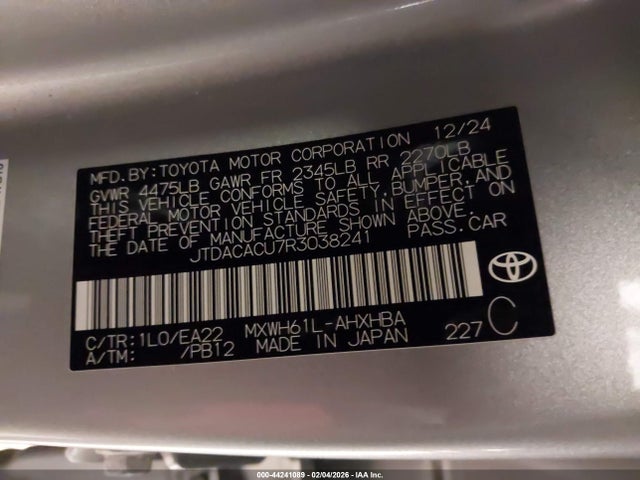 MFD.BY:TOYOTA MOTOR CORPORATION 12/24
GVWR 4475LB GAWR FR 2345LB RR 2270LB
THIS VEHICLE CONFORMS TO ALL APPLICABLE
FEDERAL MOTOR VEHICLE SAFETY,BUMPER,AND
THEFT PREVENTION STANDARDS IN EFFECT ON
THE DATE OF MANUFACTURE SHOWN ABOVE.
JTDACACU7R3038241 PASS.CAR
C/TR:1L0/EA22 MXWH61L-AHXHBA
A/TM: /PB12 MADE IN JAPAN 227 C
000-44241089 - 02/04/2026 - IAA Inc.